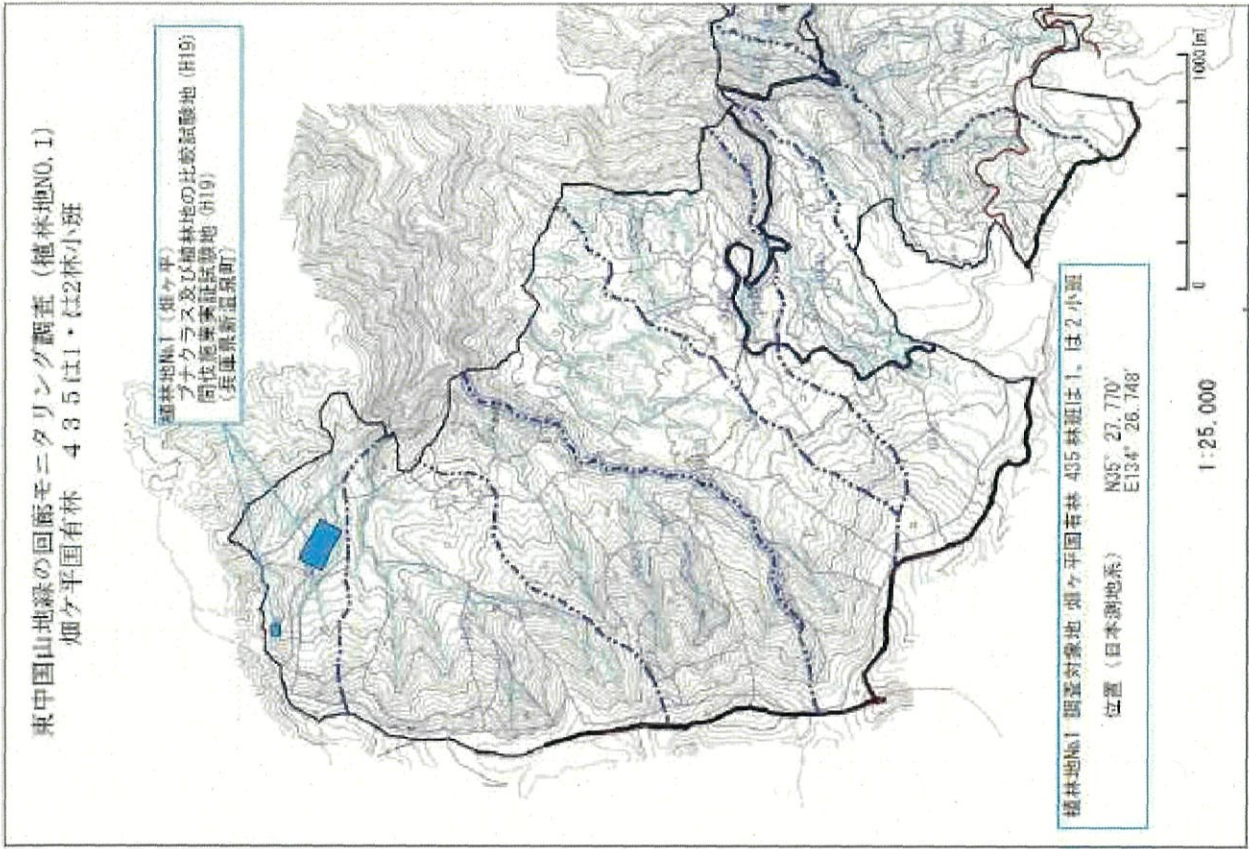 東中国山地緑の回廊モニタリング調査（植林地NO.1）
畑ケ平国有林　４３５は1・は2林小班
植林地№1（畑ヶ平）
ブナクラス及び植林地の比較試験地（H19）
間伐施業実証試験地（H19）
（兵庫県新温泉町）
植林地№1 調査対象地 畑ヶ平国有林 435林班は1、は2小班
位置（日本測地系）　N35° 27.770′
E134° 26.748′
0　1000[m]
1:25,000